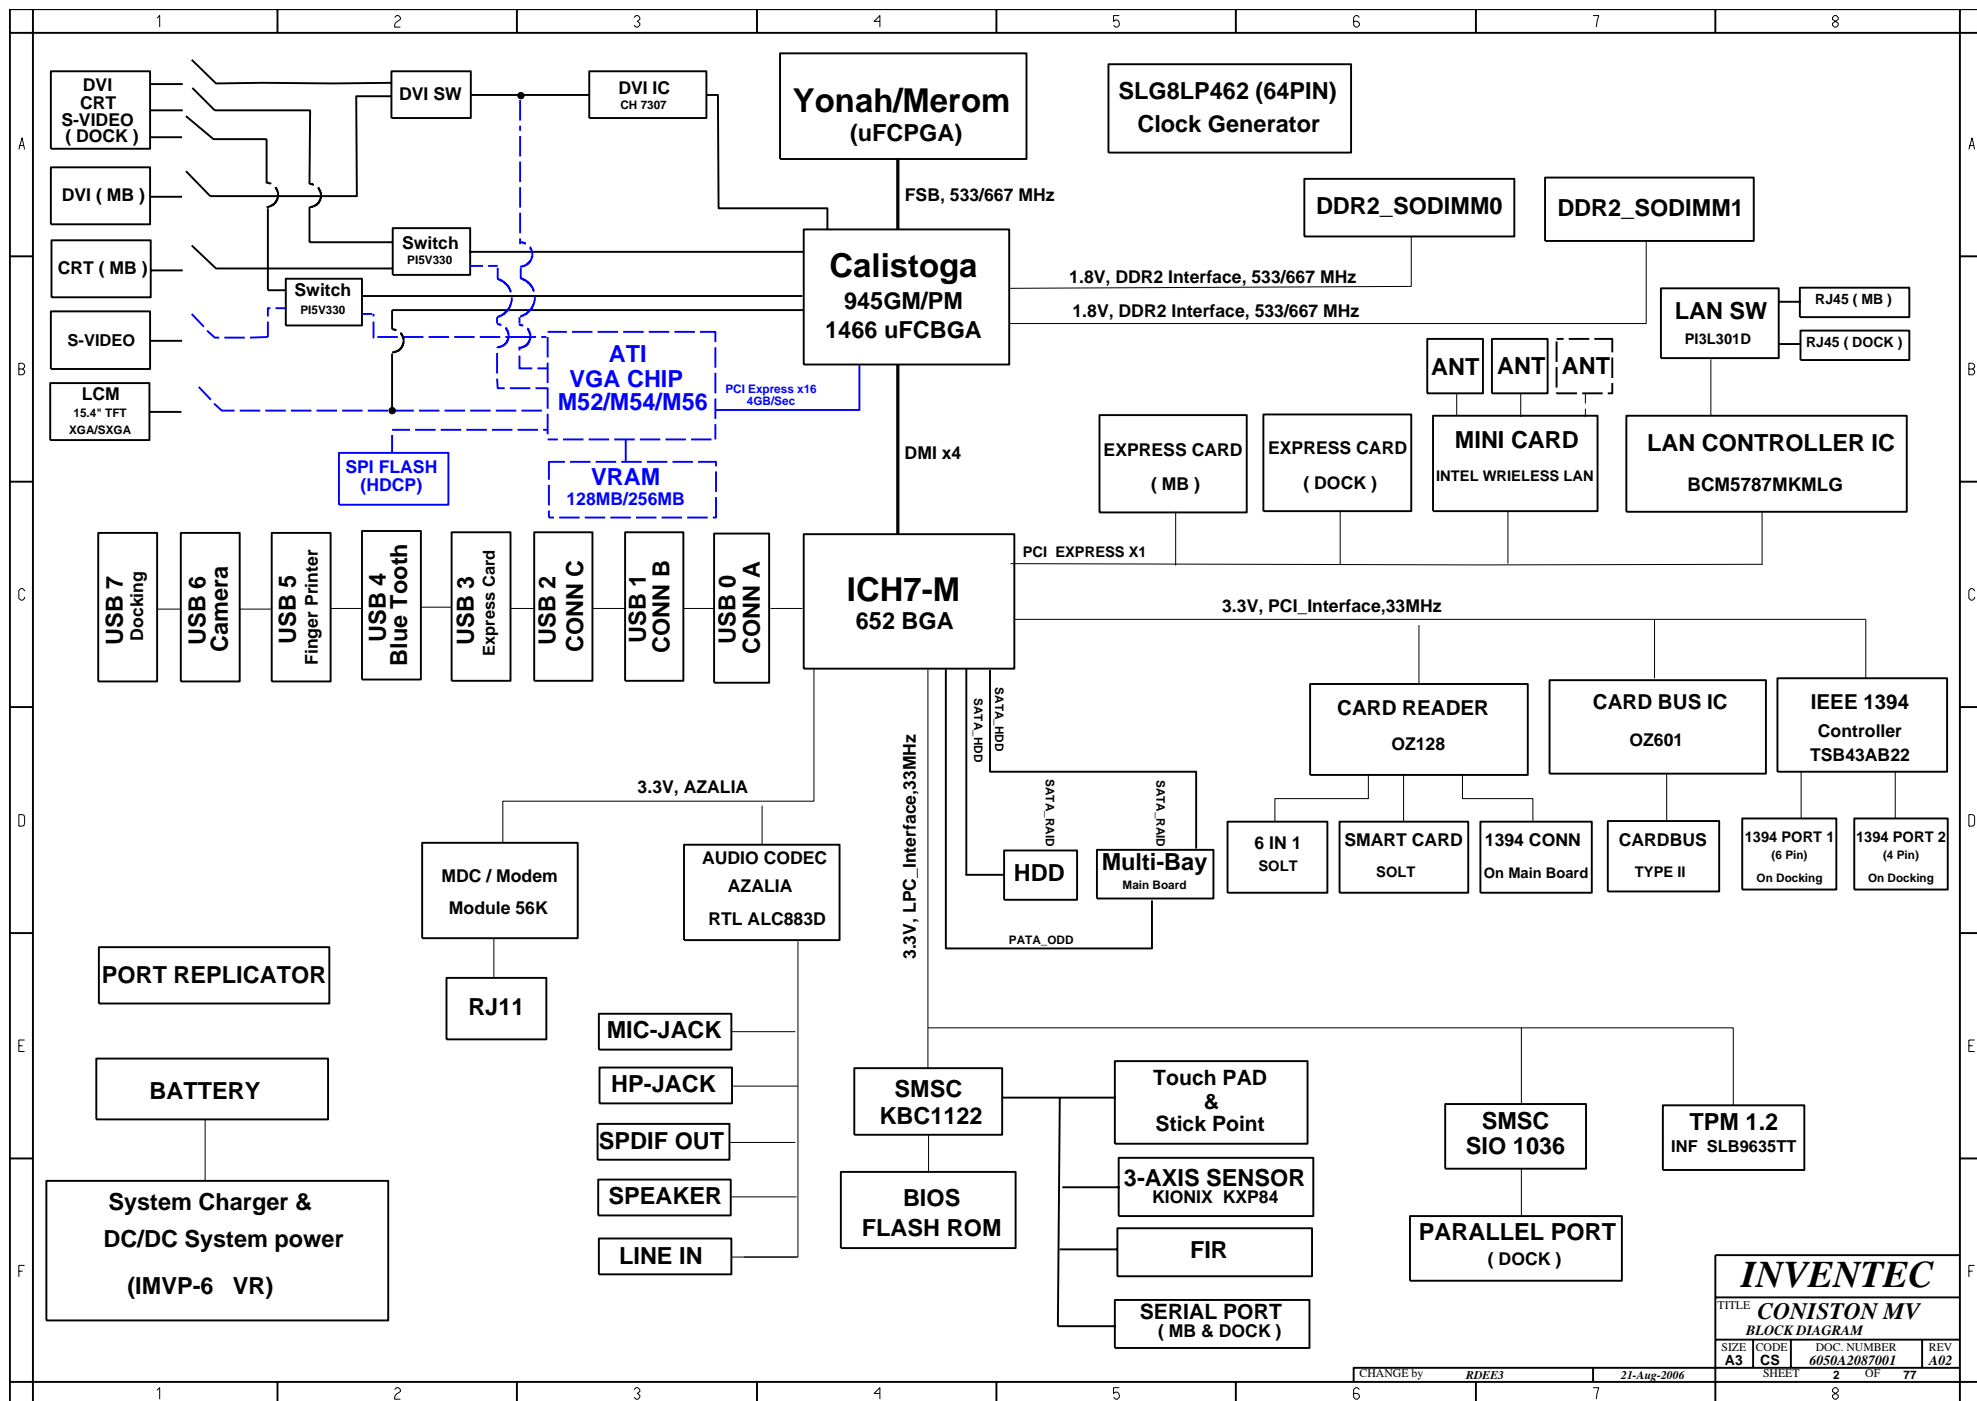 1 2 3 4 5 6 7 8
A A
B B
C C
D D
E E
F F
DVI
CRT
S-VIDEO
( DOCK )
DVI SW
DVI IC
CH 7307
Yonah/Merom
(uFCPGA)
SLG8LP462 (64PIN)
Clock Generator
DVI ( MB )
FSB, 533/667 MHz
DDR2_SODIMM0
DDR2_SODIMM1
CRT ( MB )
Switch
PI5V330
Switch
PI5V330
Calistoga
945GM/PM
1466 uFCBGA
1.8V, DDR2 Interface, 533/667 MHz
1.8V, DDR2 Interface, 533/667 MHz
LAN SW
PI3L301D
RJ45 ( MB )
RJ45 ( DOCK )
S-VIDEO
ATI
VGA CHIP
M52/M54/M56
PCI Express x16
4GB/Sec
ANT
ANT
ANT
LCM
15.4" TFT
XGA/SXGA
SPI FLASH
(HDCP)
VRAM
128MB/256MB
DMI x4
EXPRESS CARD
( MB )
EXPRESS CARD
( DOCK )
MINI CARD
INTEL WRIELESS LAN
LAN CONTROLLER IC
BCM5787MKMLG
USB 7
Docking
USB 6
Camera
USB 5
Finger Printer
USB 4
Blue Tooth
USB 3
Express Card
USB 2
CONN C
USB 1
CONN B
USB 0
CONN A
ICH7-M
652 BGA
PCI EXPRESS X1
3.3V, PCI_Interface,33MHz
SATA_HDD
SATA_HDD
CARD READER
OZ128
CARD BUS IC
OZ601
IEEE 1394
Controller
TSB43AB22
3.3V, AZALIA
3.3V, LPC_Interface,33MHz
SATA_RAID
SATA_RAID
MDC / Modem
Module 56K
AUDIO CODEC
AZALIA
RTL ALC883D
HDD
Multi-Bay
Main Board
6 IN 1
SOLT
SMART CARD
SOLT
1394 CONN
On Main Board
CARDBUS
TYPE II
1394 PORT 1
(6 Pin)
On Docking
1394 PORT 2
(4 Pin)
On Docking
PATA_ODD
PORT REPLICATOR
RJ11
MIC-JACK
HP-JACK
SPDIF OUT
SPEAKER
LINE IN
BATTERY
System Charger &
DC/DC System power
(IMVP-6 VR)
SMSC
KBC1122
BIOS
FLASH ROM
Touch PAD
&
Stick Point
3-AXIS SENSOR
KIONIX KXP84
FIR
SERIAL PORT
( MB & DOCK )
SMSC
SIO 1036
PARALLEL PORT
( DOCK )
TPM 1.2
INF SLB9635TT
INVENTEC
TITLE CONISTON MV
BLOCK DIAGRAM
SIZE CODE DOC. NUMBER REV
A3 CS 6050A2087001 A02
CHANGE by RDEE3 21-Aug-2006 SHEET 2 OF 77
1 2 3 4 5 6 7 8